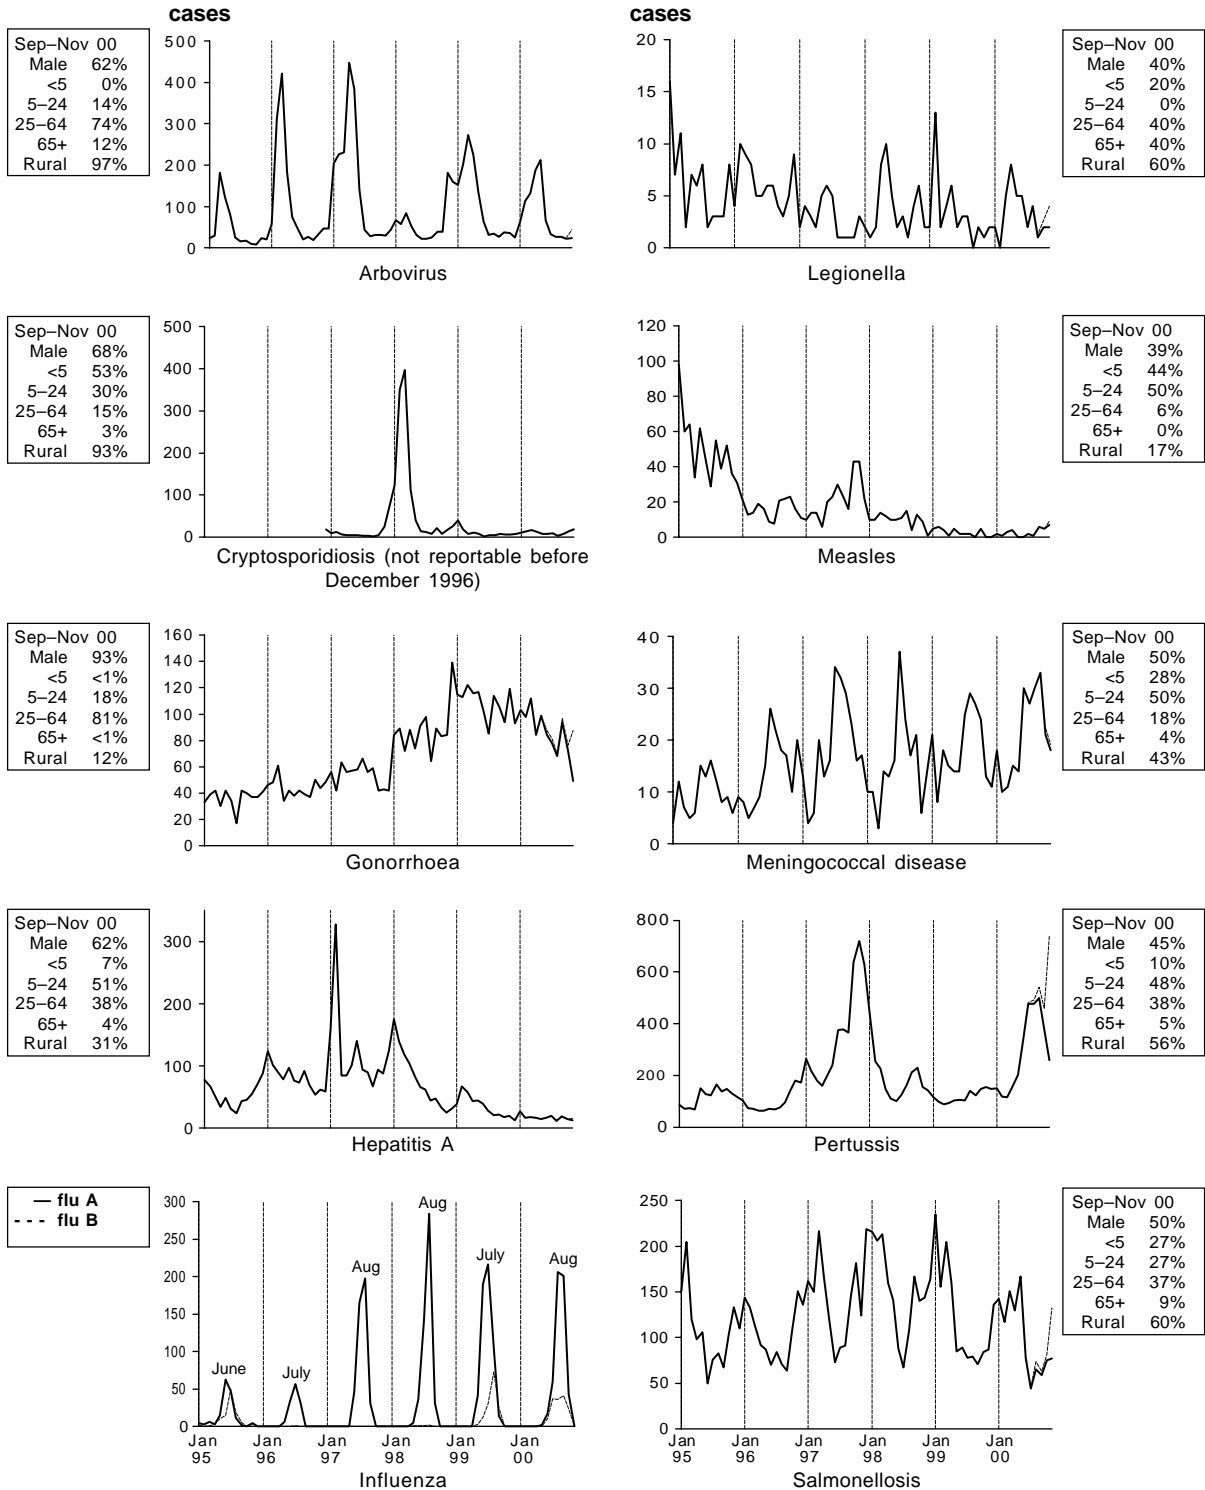 cases
Sep–Nov 00
Male 62%
<5 0%
5–24 14%
25–64 74%
65+ 12%
Rural 97%
500
400
300
200
100
0
Arbovirus
Sep–Nov 00
Male 68%
<5 53%
5–24 30%
25–64 15%
65+ 3%
Rural 93%
500
400
300
200
100
0
Cryptosporidiosis (not reportable before
December 1996)
Sep–Nov 00
Male 93%
<5 <1%
5–24 18%
25–64 81%
65+ <1%
Rural 12%
160
140
120
100
80
60
40
20
0
Gonorrhoea
Sep–Nov 00
Male 62%
<5 7%
5–24 51%
25–64 38%
65+ 4%
Rural 31%
300
200
100
0
Hepatitis A
flu A
flu B
300
250
200
150
100
50
0
June
July
Aug
Aug
July
Aug
Jan Jan Jan Jan Jan Jan
95 96 97 98 99 00
Influenza
cases
20
15
10
5
0
Legionella
Sep–Nov 00
Male 40%
<5 20%
5–24 0%
25–64 40%
65+ 40%
Rural 60%
120
100
80
60
40
20
0
Measles
Sep–Nov 00
Male 39%
<5 44%
5–24 50%
25–64 6%
65+ 0%
Rural 17%
40
30
20
10
0
Meningococcal disease
Sep–Nov 00
Male 50%
<5 28%
5–24 50%
25–64 18%
65+ 4%
Rural 43%
800
600
400
200
0
Pertussis
Sep–Nov 00
Male 45%
<5 10%
5–24 48%
25–64 38%
65+ 5%
Rural 56%
250
200
150
100
50
0
Jan Jan Jan Jan Jan Jan
95 96 97 98 99 00
Salmonellosis
Sep–Nov 00
Male 50%
<5 27%
5–24 27%
25–64 37%
65+ 9%
Rural 60%